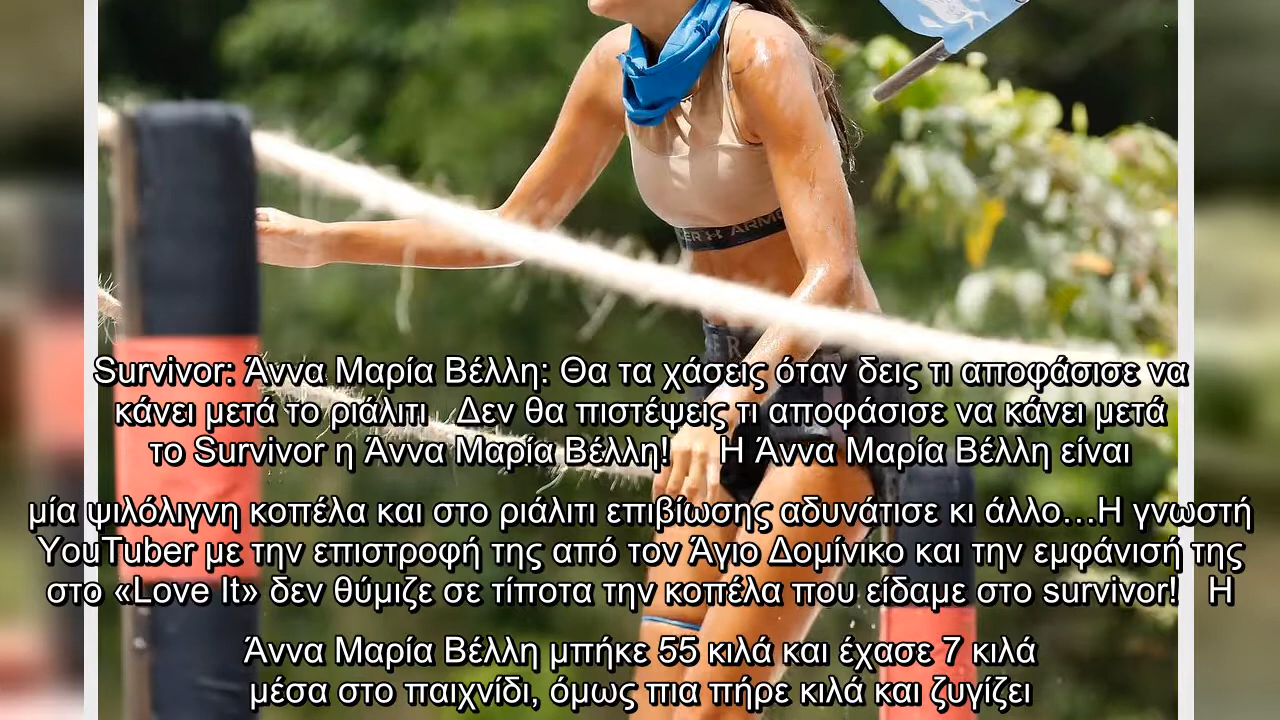 ER ARMO
ER
Survivor: Άννα Μαρία Βέλλη: Θα τα χάσεις όταν δεις τι αποφάσισε να
κάνει μετά το ριάλιτι   Δεν θα πιστέψεις τι αποφάσισε να κάνει μετά
το Survivor η Άννα Μαρία Βέλλη!     Η Άννα Μαρία Βέλλη είναι
μία ψιλόλιγνη κοπέλα και στο ριάλιτι επιβίωσης αδυνάτισε κι άλλο…Η γνωστή
YouTuber με την επιστροφή της από τον Άγιο Δομίνικο και την εμφάνισή της
στο «Love It» δεν θύμιζε σε τίποτα την κοπέλα που είδαμε στο survivor!   Η
Άννα Μαρία Βέλλη μπήκε 55 κιλά και έχασε 7 κιλά
μέσα στο παιχνίδι, όμως πια πήρε κιλά και ζυγίζει